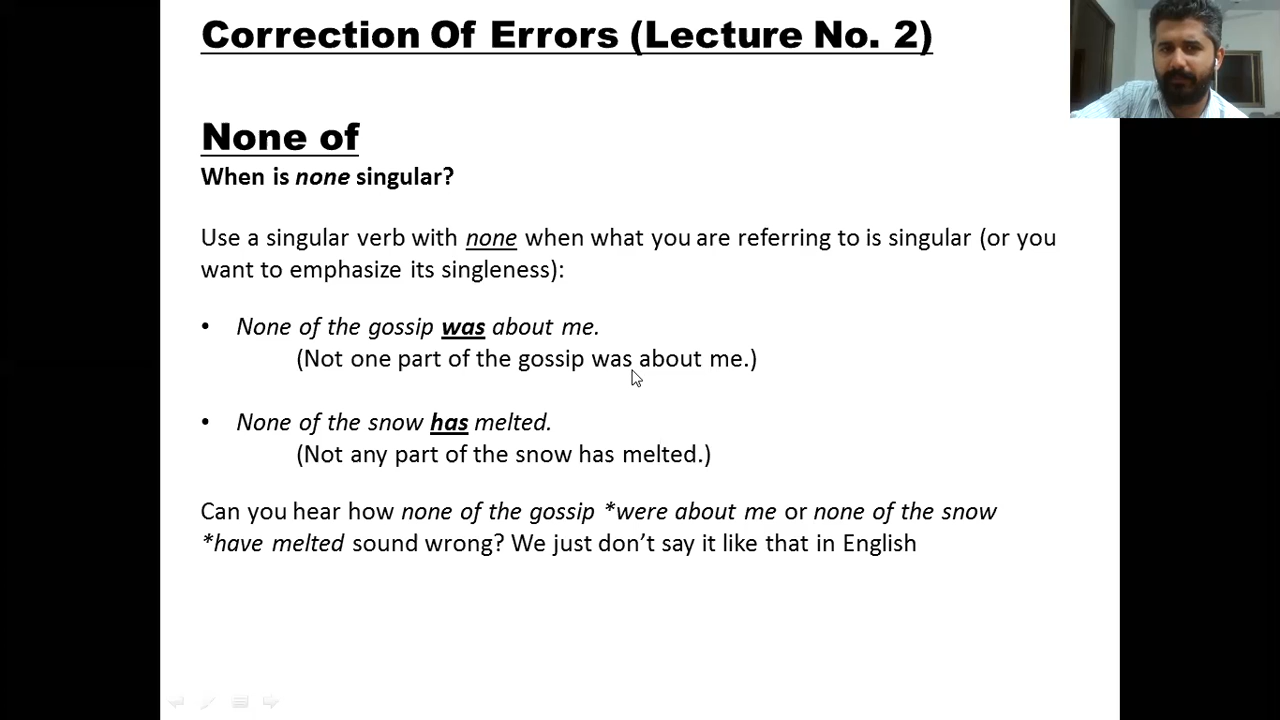 Correction Of Errors (Lecture No. 2)
None of
When is none singular?
Use a singular verb with none when what you are referring to is singular (or you
want to emphasize its singleness):
• None of the gossip was about me.
(Not one part of the gossip was about me.)
• None of the snow has melted.
(Not any part of the snow has melted.)
Can you hear how none of the gossip *were about me or none of the snow
*have melted sound wrong? We just don’t say it like that in English